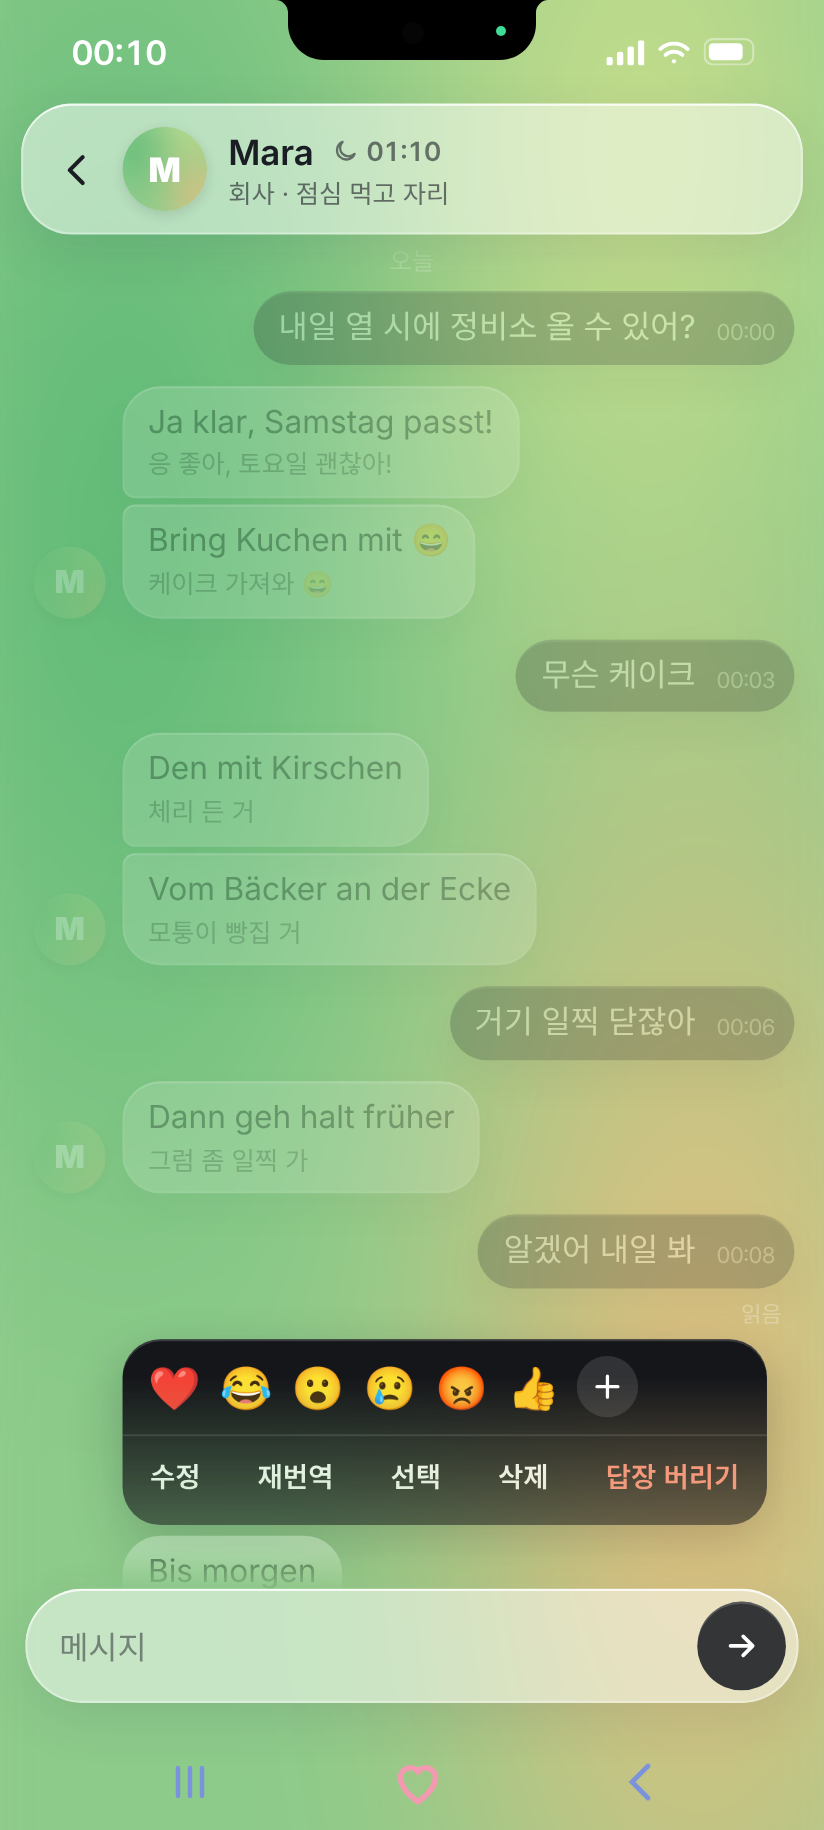 00:10
M
Mara 01:10
회사 · 점심 먹고 자리
오늘
내일 열 시에 정비소 올 수 있어? 00:00
Ja klar, Samstag passt!
응 좋아, 토요일 괜찮아!
Bring Kuchen mit 😄
케이크 가져와 😄
M
무슨 케이크 00:03
Den mit Kirschen
체리 든 거
Vom Bäcker an der Ecke
모퉁이 빵집 거
M
거기 일찍 닫잖아 00:06
Dann geh halt früher
그럼 좀 일찍 가
M
알겠어 내일 봐 00:08
읽음
수정 재번역 선택 삭제 답장 버리기
Bis morgen
메시지